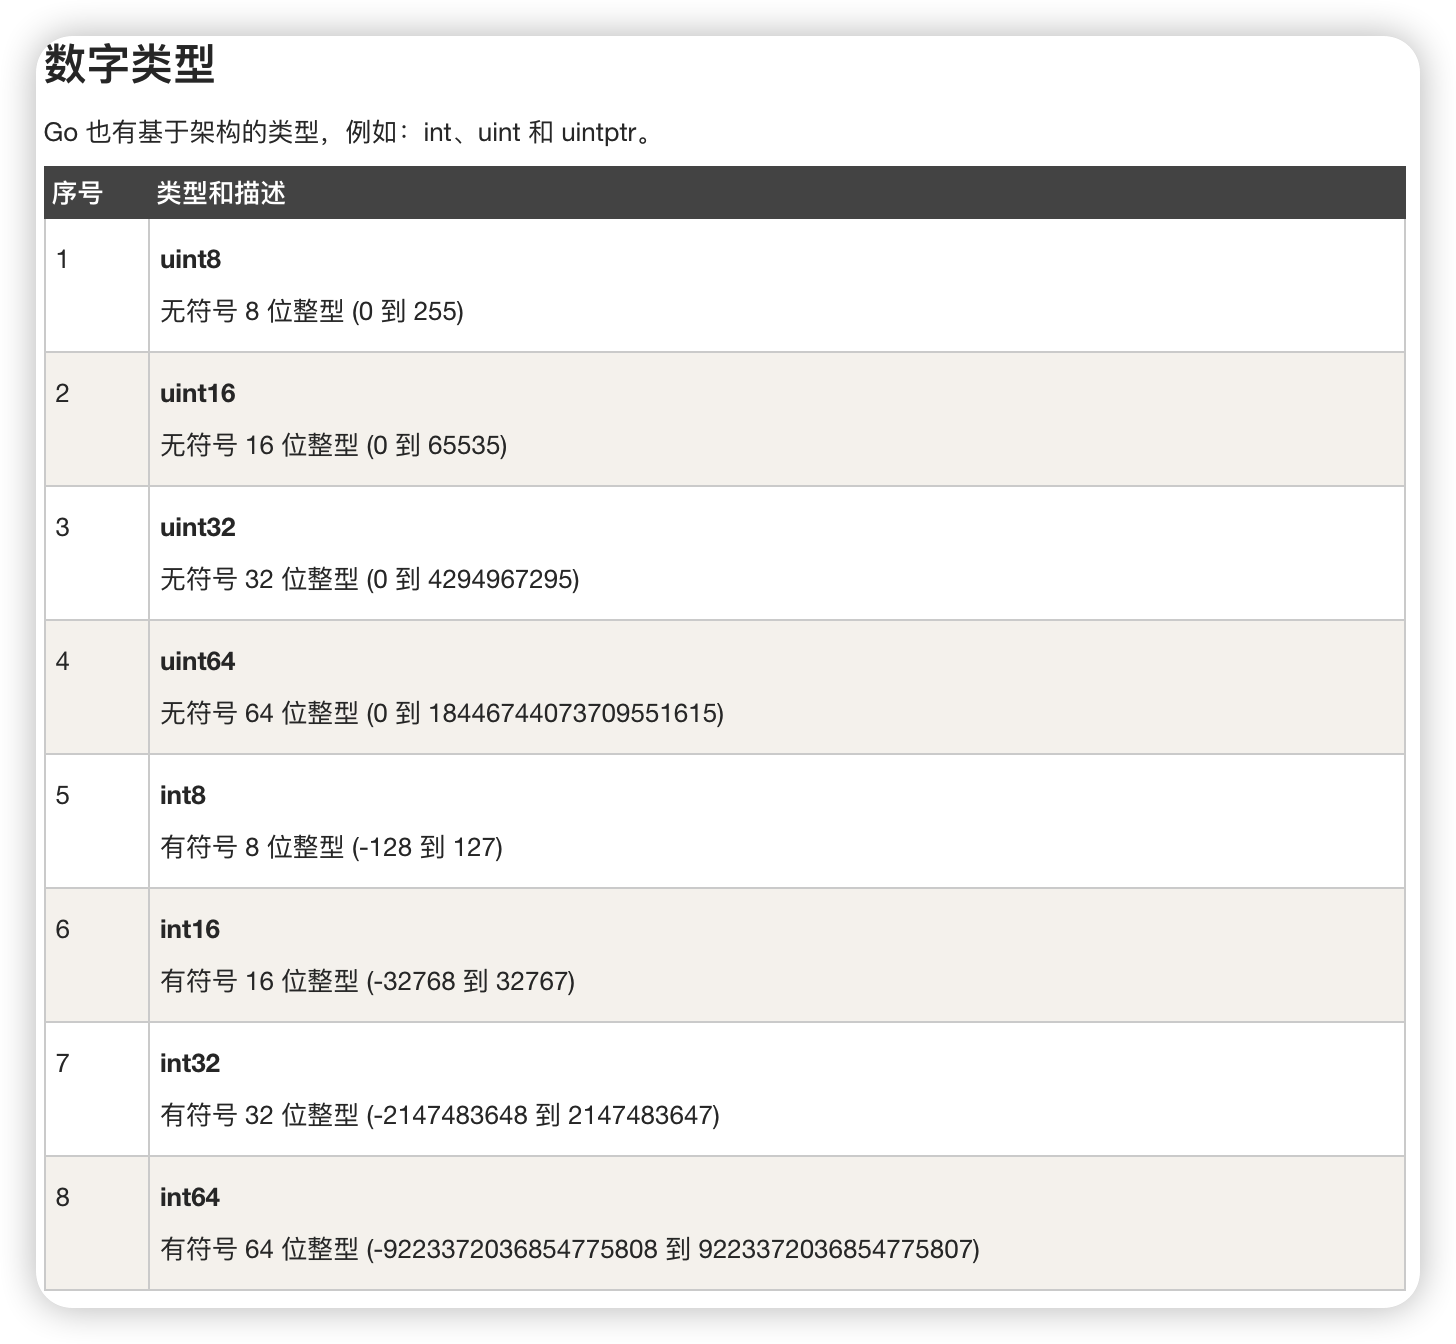 数字类型
Go 也有基于架构的类型，例如：int、uint 和 uintptr。
序号 类型和描述
1 uint8
无符号 8 位整型 (0 到 255)
2 uint16
无符号 16 位整型 (0 到 65535)
3 uint32
无符号 32 位整型 (0 到 4294967295)
4 uint64
无符号 64 位整型 (0 到 18446744073709551615)
5 int8
有符号 8 位整型 (-128 到 127)
6 int16
有符号 16 位整型 (-32768 到 32767)
7 int32
有符号 32 位整型 (-2147483648 到 2147483647)
8 int64
有符号 64 位整型 (-9223372036854775808 到 9223372036854775807)